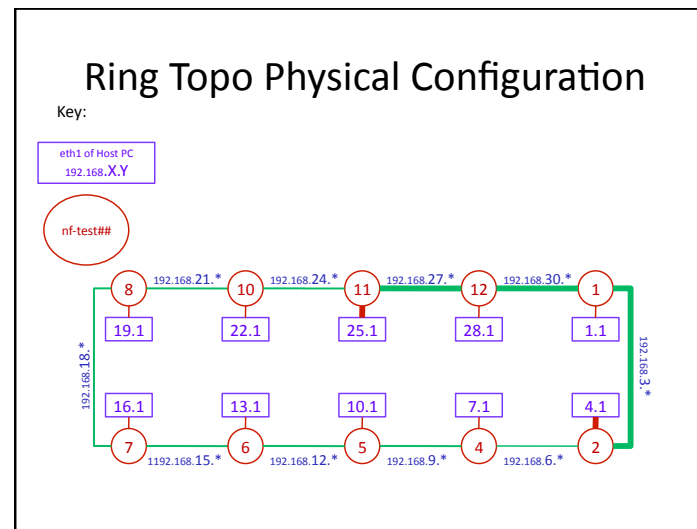 Ring Topo Physical Configuration
Key:
eth1 of Host PC
192.168.X.Y
nf-test##
192.168.21.* 192.168.24.* 192.168.27.* 192.168.30.*
8 10 11 12 1
19.1 22.1 25.1 28.1 1.1
192.168.18.*
192.168.3.*
16.1 13.1 10.1 7.1 4.1
7 6 5 4 2
1192.168.15.* 192.168.12.* 192.168.9.* 192.168.6.*